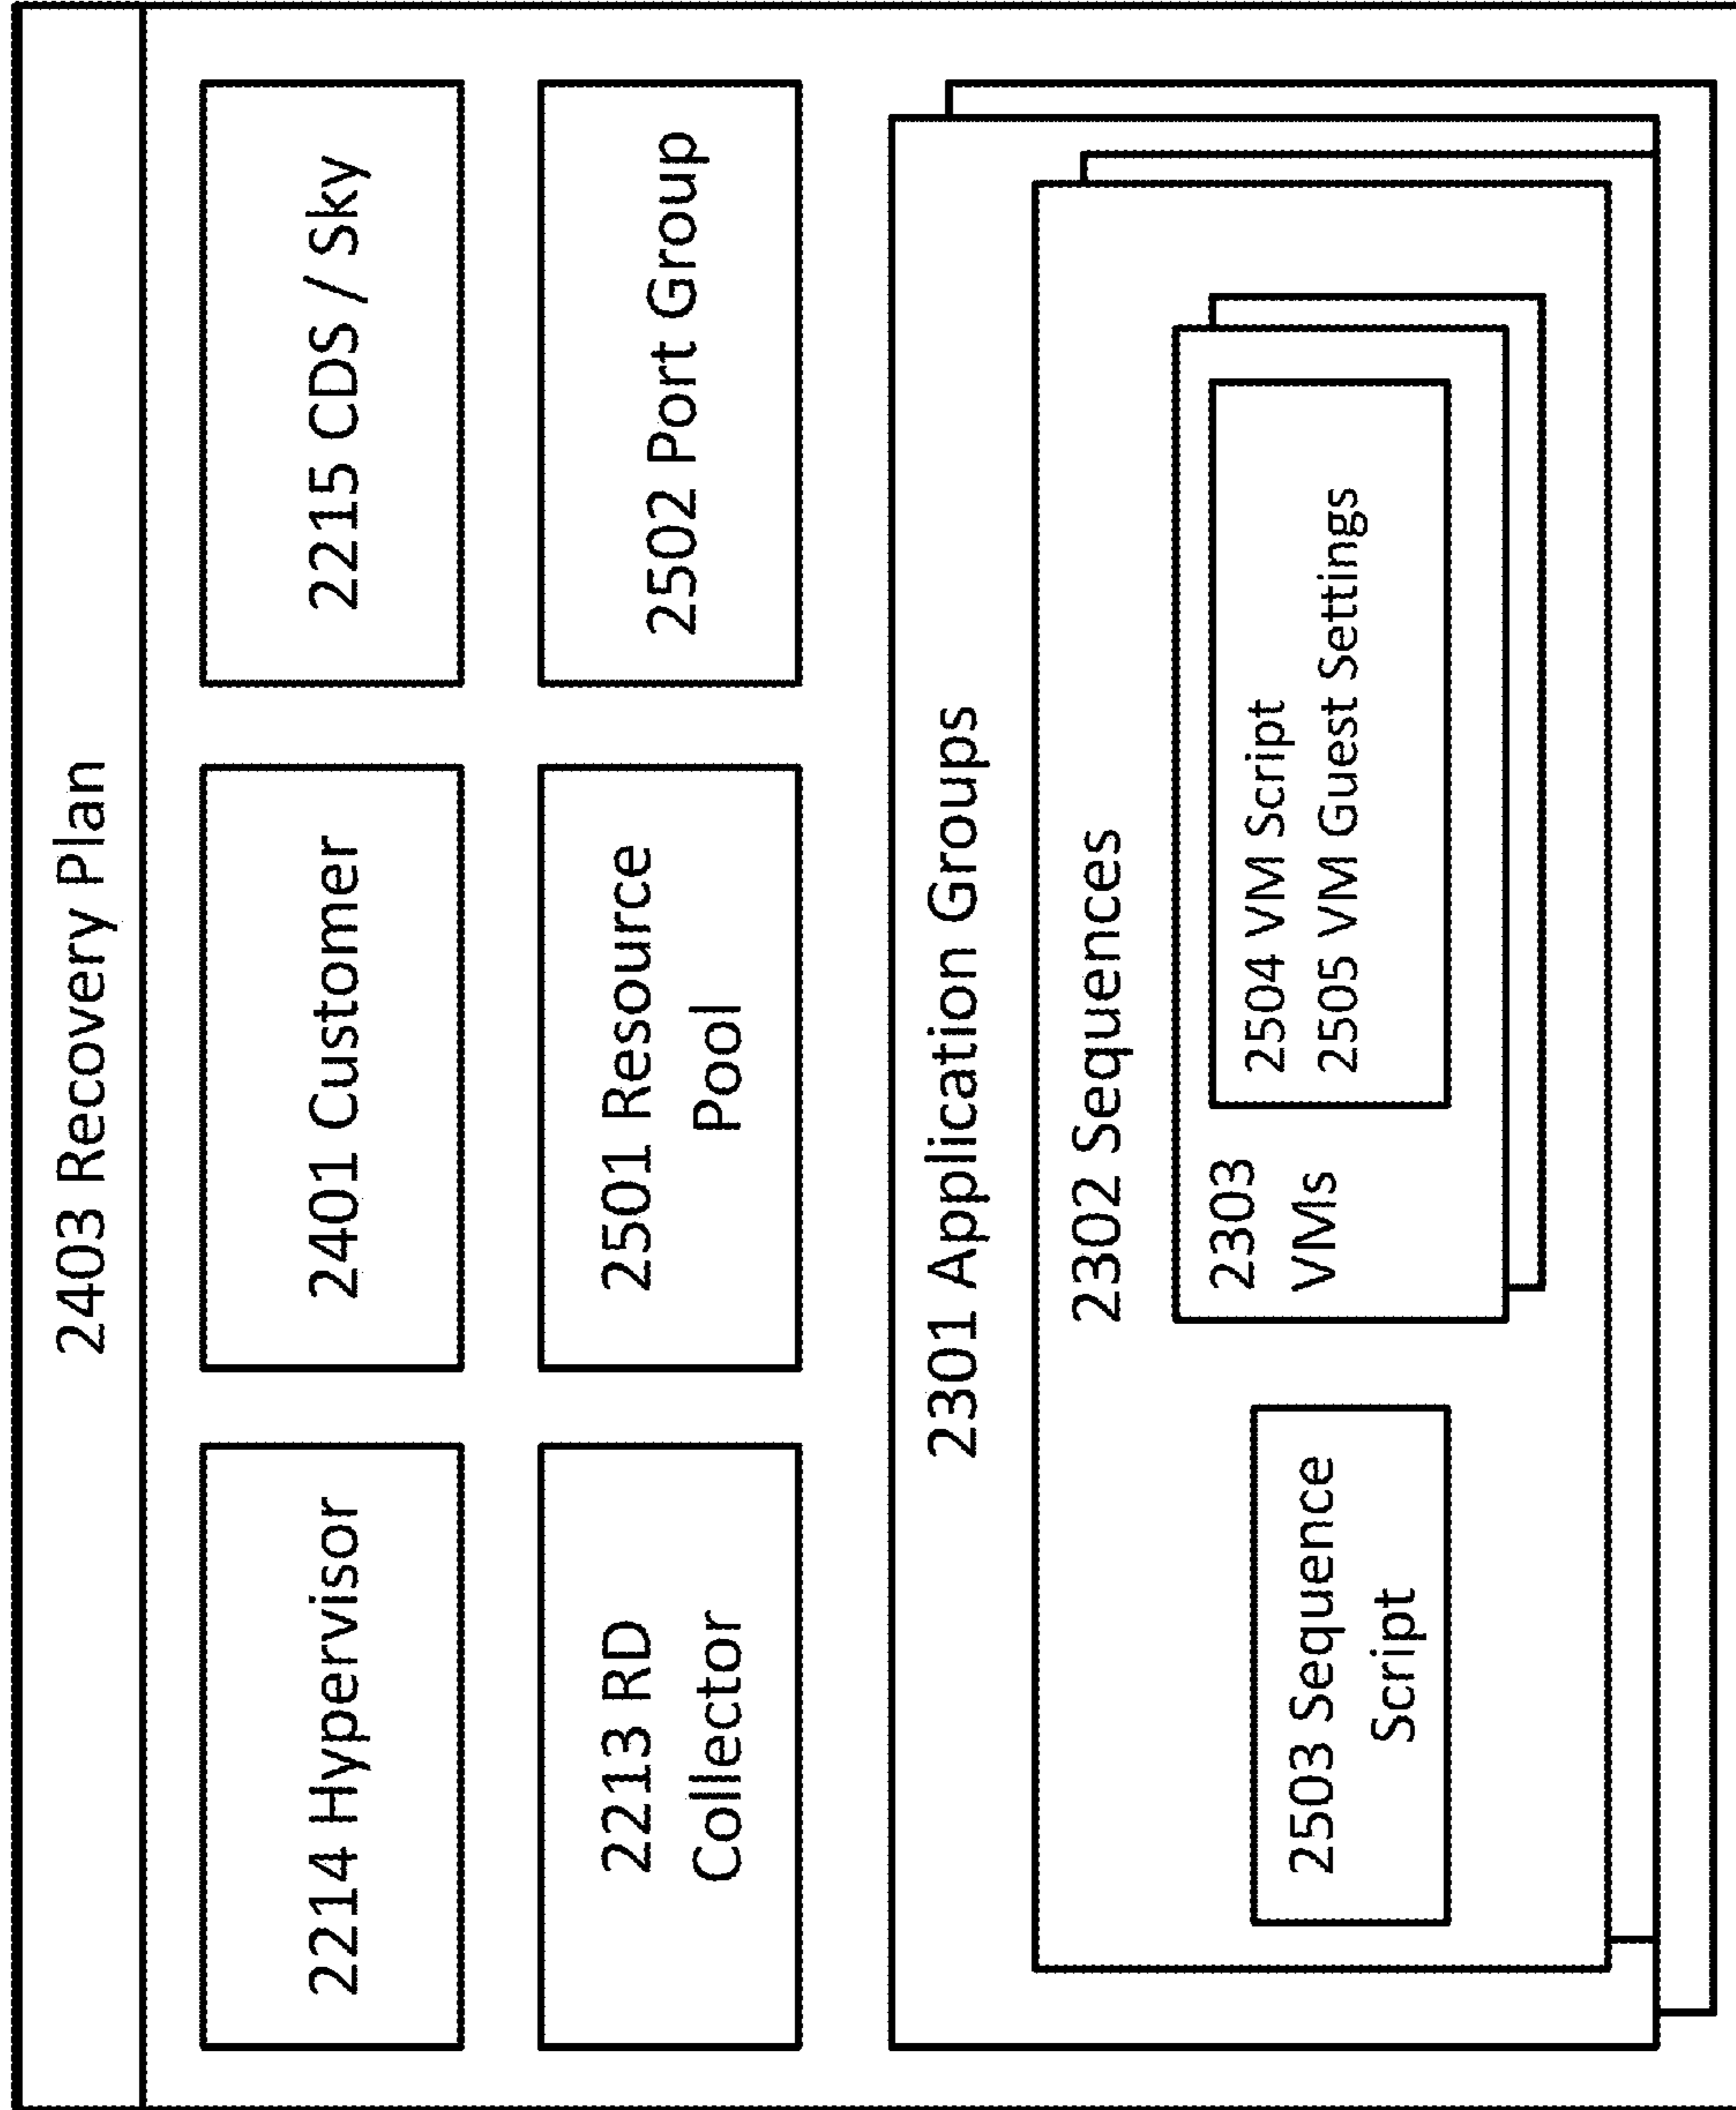 2403 Recovery Plan
2214 Hypervisor
2401 Customer
2215 CDS / Sky
2213 RD
Collector
2501 Resource
Pool
2502 Port Group
2301 Application Groups
2302 Sequences
2503 Sequence
Script
2303
VMs
2504 VM Script
2505 VM Guest Settings